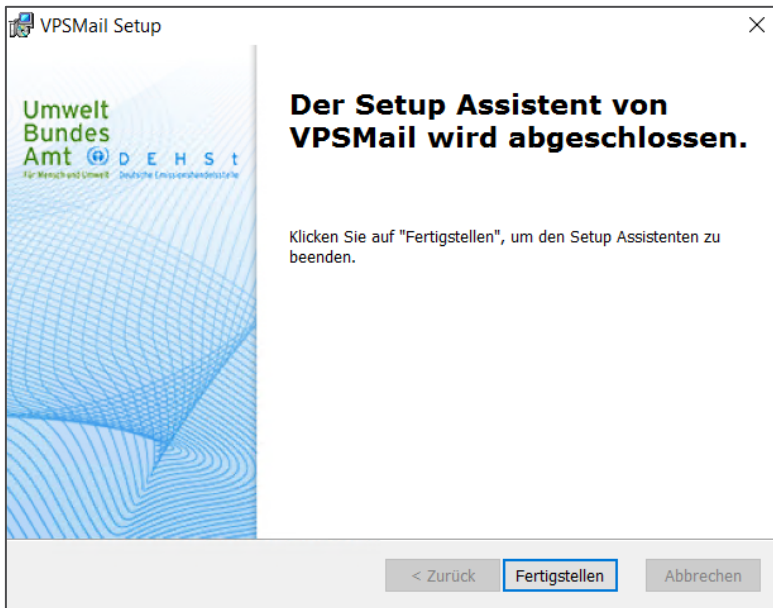 VPSMail Setup
Umwelt
Bundes
Amt DEHSt
Für Mensch und Umwelt Deutsche Emissionshandelsstelle
Der Setup Assistent von
VPSMail wird abgeschlossen.
Klicken Sie auf "Fertigstellen", um den Setup Assistenten zu
beenden.
< Zurück Fertigstellen Abbrechen